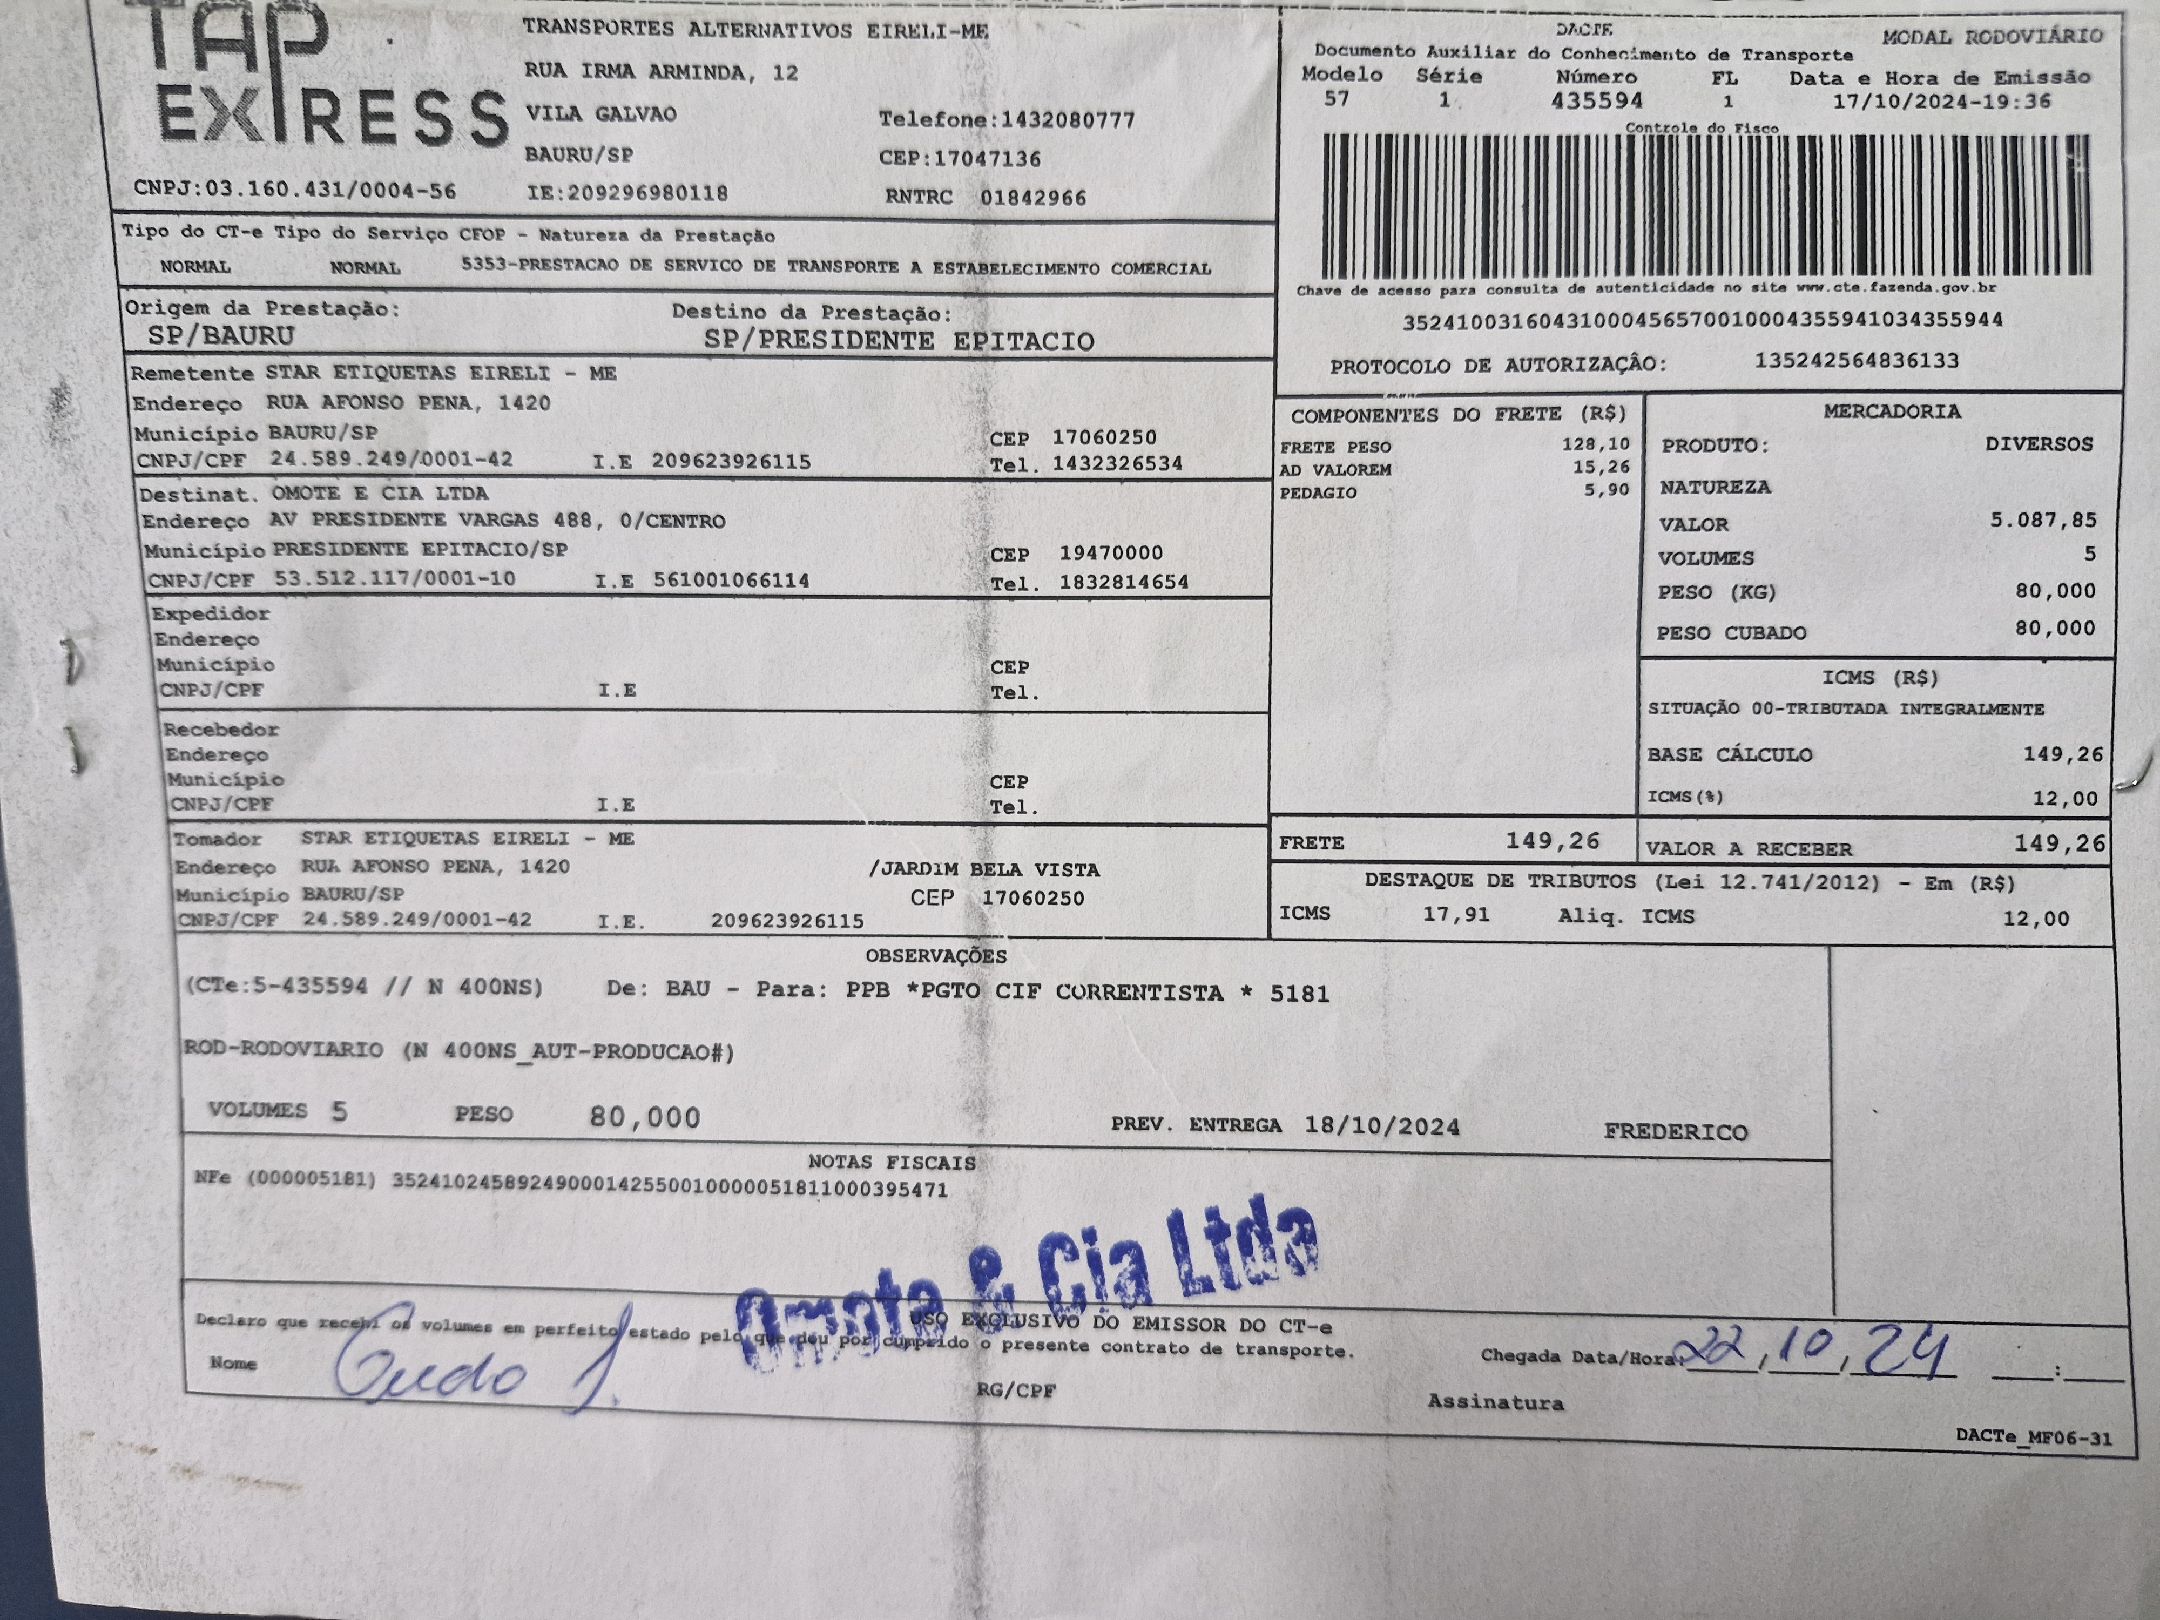 TAP EXPRESS
TRANSPORTES ALTERNATIVOS EIRELI-ME
RUA IRMA ARMINDA, 12
VILA GALVAO Telefone:1432080777
BAURU/SP CEP:17047136
CNPJ:03.160.431/0004-56 IE:209296980118 RNTRC 01842966
DACTE MODAL RODOVIÁRIO
Documento Auxiliar do Conhecimento de Transporte
Modelo Série Número FL Data e Hora de Emissão
57 1 435594 1 17/10/2024-19:36
Controle do Fisco
Chave de acesso para consulta de autenticidade no site www.cte.fazenda.gov.br
35241003160431000456570010004355941034355944
PROTOCOLO DE AUTORIZAÇÂO: 135242564836133
Tipo do CT-e Tipo do Serviço CFOP - Natureza da Prestação
NORMAL NORMAL 5353-PRESTACAO DE SERVICO DE TRANSPORTE A ESTABELECIMENTO COMERCIAL
Origem da Prestação: Destino da Prestação:
SP/BAURU SP/PRESIDENTE EPITACIO
Remetente STAR ETIQUETAS EIRELI - ME
Endereço RUA AFONSO PENA, 1420
Município BAURU/SP CEP 17060250
CNPJ/CPF 24.589.249/0001-42 I.E 209623926115 Tel. 1432326534
Destinat. OMOTE E CIA LTDA
Endereço AV PRESIDENTE VARGAS 488, 0/CENTRO
Município PRESIDENTE EPITACIO/SP CEP 19470000
CNPJ/CPF 53.512.117/0001-10 I.E 561001066114 Tel. 1832814654
Expedidor
Endereço
Município CEP
CNPJ/CPF I.E Tel.
Recebedor
Endereço
Município CEP
CNPJ/CPF I.E Tel.
Tomador STAR ETIQUETAS EIRELI - ME
Endereço RUA AFONSO PENA, 1420 /JARDIM BELA VISTA
Município BAURU/SP CEP 17060250
CNPJ/CPF 24.589.249/0001-42 I.E. 209623926115
COMPONENTES DO FRETE (R$)
FRETE PESO 128,10
AD VALOREM 15,26
PEDAGIO 5,90
MERCADORIA
PRODUTO: DIVERSOS
NATUREZA
VALOR 5.087,85
VOLUMES 5
PESO (KG) 80,000
PESO CUBADO 80,000
ICMS (R$)
SITUAÇÃO 00-TRIBUTADA INTEGRALMENTE
BASE CÁLCULO 149,26
ICMS(%) 12,00
FRETE 149,26 VALOR A RECEBER 149,26
DESTAQUE DE TRIBUTOS (Lei 12.741/2012) - Em (R$)
ICMS 17,91 Aliq. ICMS 12,00
OBSERVAÇÕES
(CTe:5-435594 // N 400NS) De: BAU - Para: PPB *PGTO CIF CORRENTISTA * 5181
ROD-RODOVIARIO (N 400NS_AUT-PRODUCAO#)
VOLUMES 5 PESO 80,000 PREV. ENTREGA 18/10/2024 FREDERICO
NOTAS FISCAIS
NFe (000005181) 35241024589249000142550010000051811000395471
Omote & Cia Ltda
USO EXCLUSIVO DO EMISSOR DO CT-e
Declaro que recebi os volumes em perfeito estado pelo que dou por cumprido o presente contrato de transporte.
Nome RG/CPF Chegada Data/Hora: 22,10,24 :
Assinatura
DACTe_MF06-31